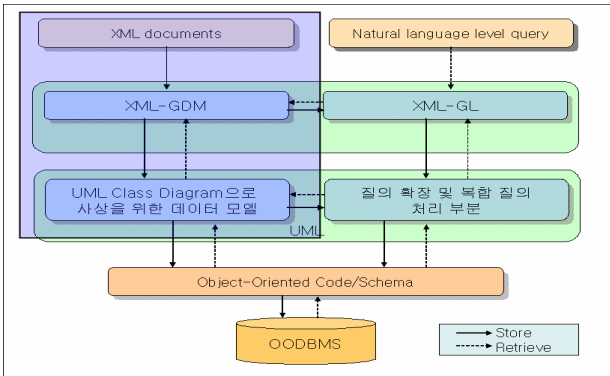 XML documents
Natural language level query
XML-GDM
XML-GL
UML Class Diagram으로
사상을 위한 데이터 모델
질의 확장 및 복합 질의
처리 부분
UML
Object-Oriented Code/Schema
OODBMS
Store
Retrieve